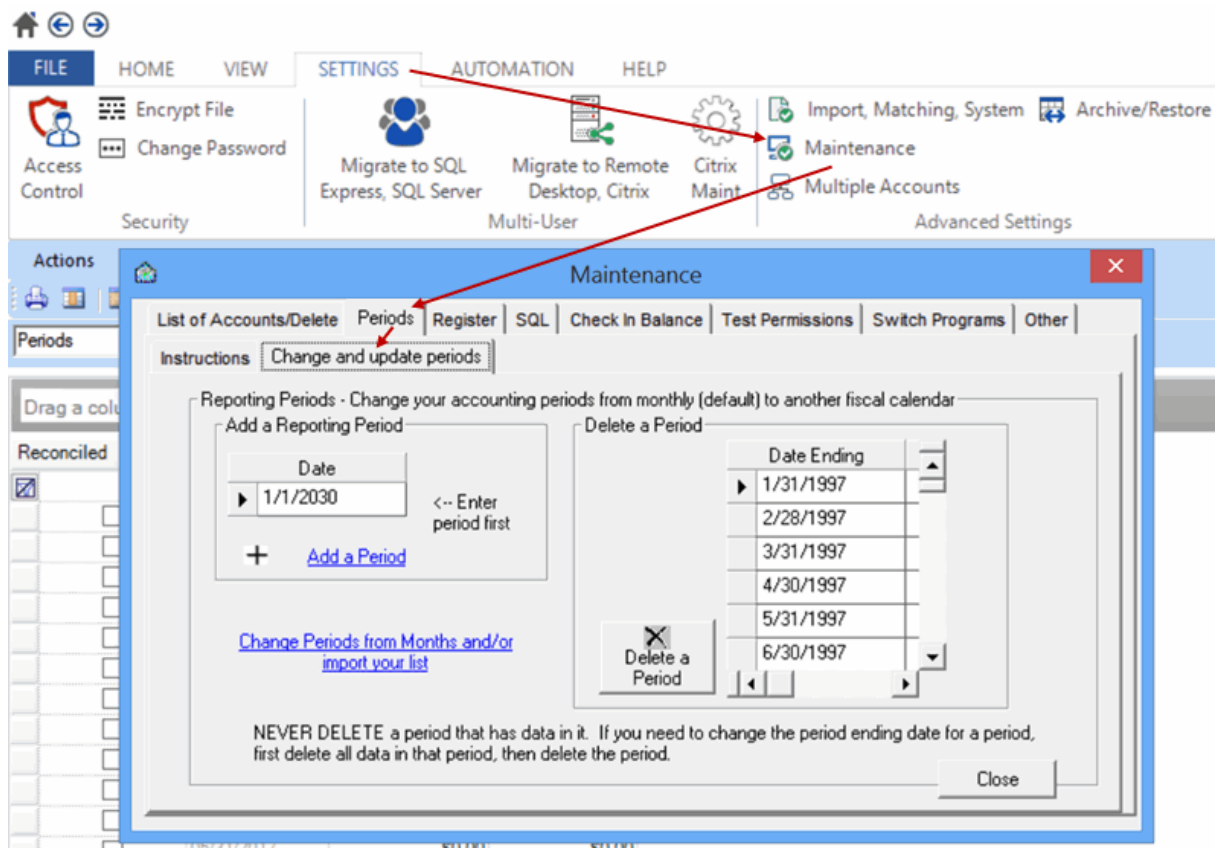 FILE HOME VIEW SETTINGS AUTOMATION HELP
Access
Control
Encrypt File
Change Password
Security
Migrate to SQL
Express, SQL Server
Migrate to Remote
Desktop, Citrix
Citrix
Maint
Multi-User
Import, Matching, System
Maintenance
Multiple Accounts
Archive/Restore
Advanced Settings
Actions
Periods
Drag a colu
Reconciled
Maintenance
List of Accounts/Delete Periods Register SQL Check In Balance Test Permissions Switch Programs Other
Instructions Change and update periods
Reporting Periods - Change your accounting periods from monthly (default) to another fiscal calendar
Add a Reporting Period
Date
1/1/2030
<-- Enter
period first
Add a Period
Change Periods from Months and/or
import your list
Delete a Period
Date Ending
1/31/1997
2/28/1997
3/31/1997
4/30/1997
5/31/1997
6/30/1997
Delete a
Period
NEVER DELETE a period that has data in it. If you need to change the period ending date for a period,
first delete all data in that period, then delete the period.
Close